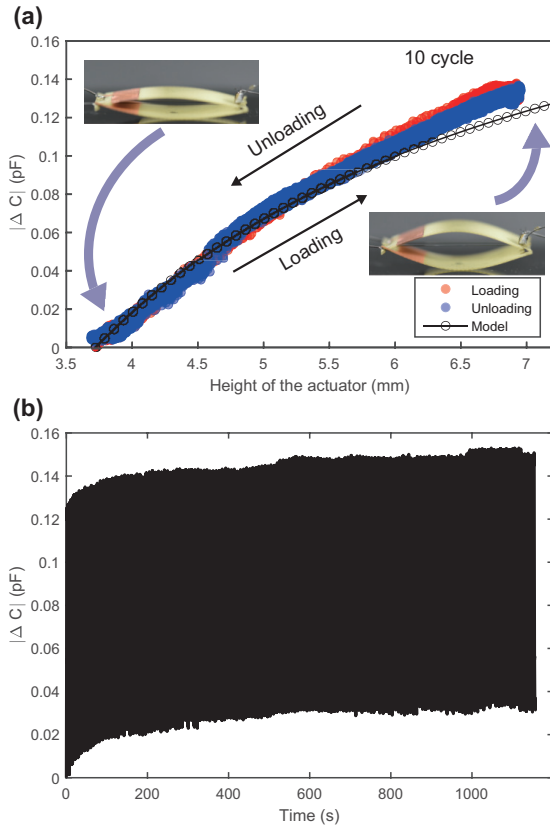 (a)
0.16
0.14
0.12
0.1
0.08
0.06
0.04
0.02
0
|Δ C| (pF)
10 cycle
Unloading
Loading
Loading
Unloading
Model
3.5 4 4.5 5 5.5 6 6.5 7
Height of the actuator (mm)
(b)
0.16
0.14
0.12
0.1
0.08
0.06
0.04
0.02
0
|Δ C| (pF)
0 200 400 600 800 1000
Time (s)